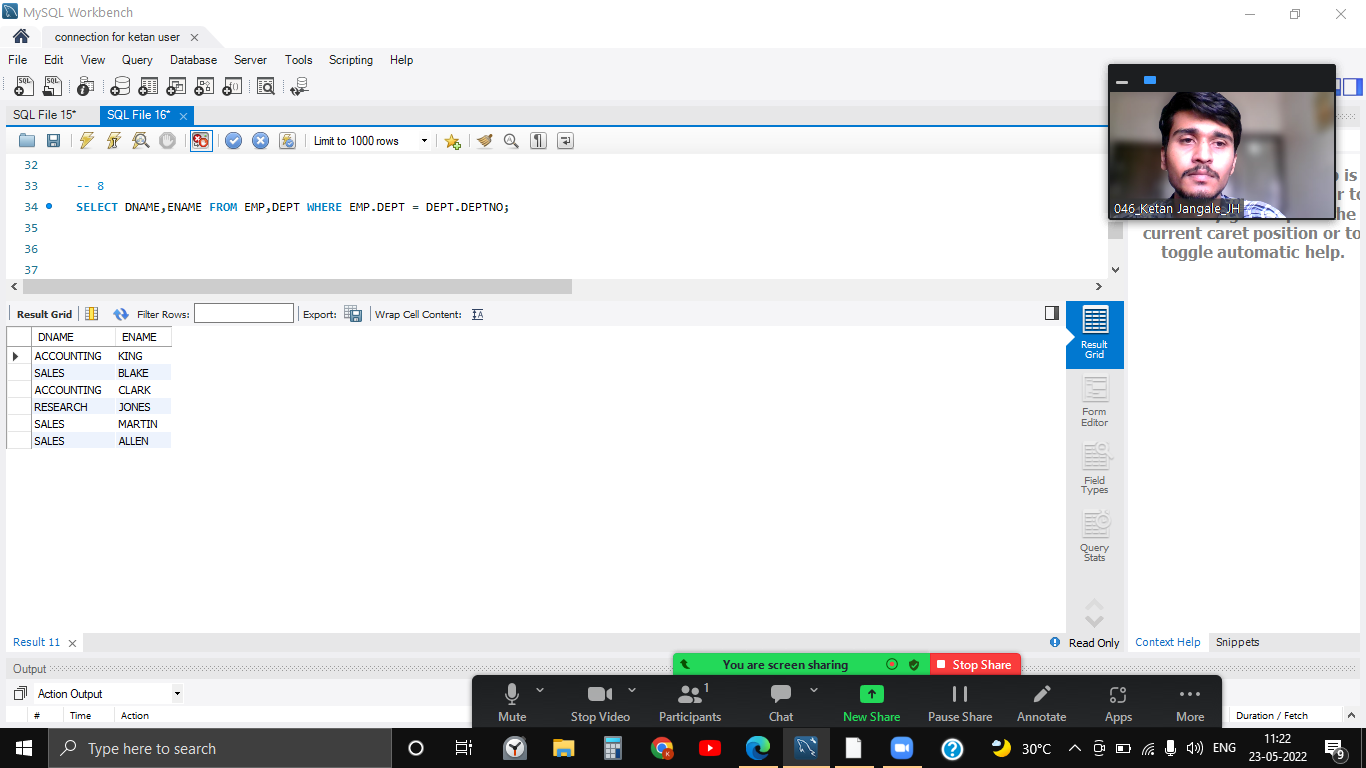 MySQL Workbench
connection for ketan user
File Edit View Query Database Server Tools Scripting Help
SQL File 15* SQL File 16*
Limit to 1000 rows
32
33 -- 8
34 SELECT DNAME,ENAME FROM EMP,DEPT WHERE EMP.DEPT = DEPT.DEPTNO;
35
36
37
046_Ketan Jangale_JH
is
to
the
current caret position or to
toggle automatic help.
Result Grid Filter Rows: Export: Wrap Cell Content:
DNAME ENAME
ACCOUNTING KING
SALES BLAKE
ACCOUNTING CLARK
RESEARCH JONES
SALES MARTIN
SALES ALLEN
Result Grid
Form Editor
Field Types
Query Stats
Result 11 Read Only Context Help Snippets
Output
You are screen sharing Stop Share
Action Output
# Time Action Duration / Fetch
Mute Stop Video Participants 1 Chat New Share Pause Share Annotate Apps More
Type here to search
30°C ENG 11:22 23-05-2022 9